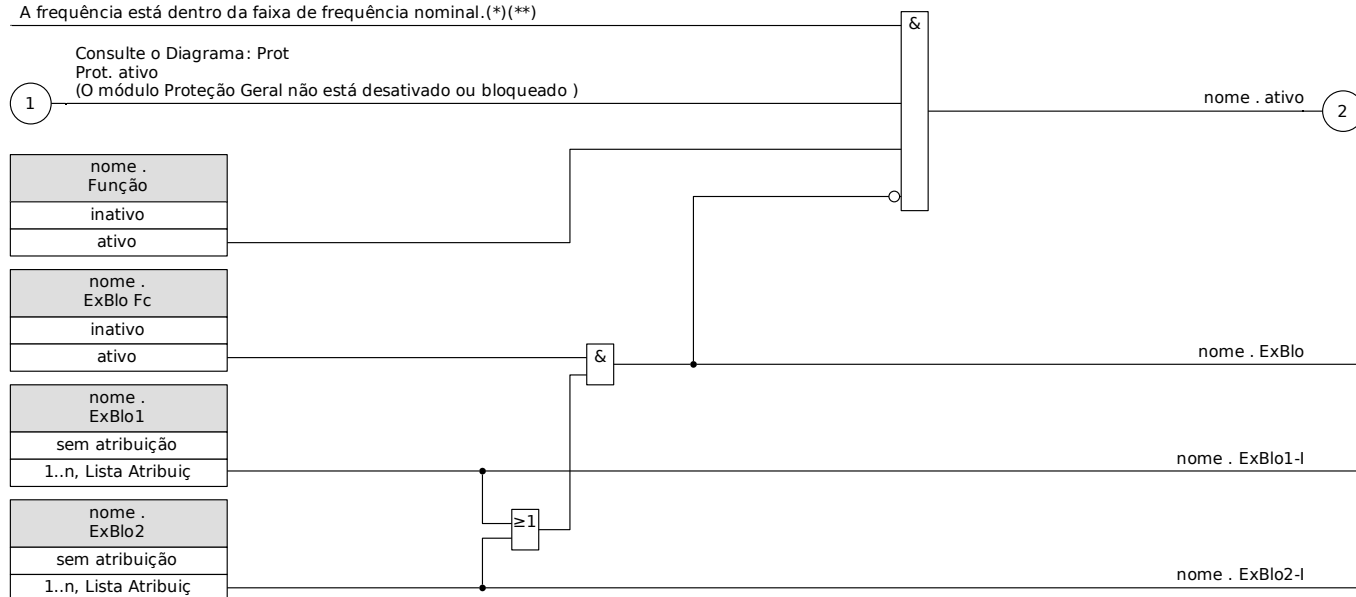 A frequência está dentro da faixa de frequência nominal.(*)(**)
&
Consulte o Diagrama: Prot
Prot. ativo
(O módulo Proteção Geral não está desativado ou bloqueado )
1
nome . ativo
2
nome .
Função
inativo
ativo
nome .
ExBlo Fc
inativo
ativo
&
nome . ExBlo
nome .
ExBlo1
sem atribuição
1..n, Lista Atribuiç
nome . ExBlo1-I
≥1
nome .
ExBlo2
sem atribuição
1..n, Lista Atribuiç
nome . ExBlo2-I